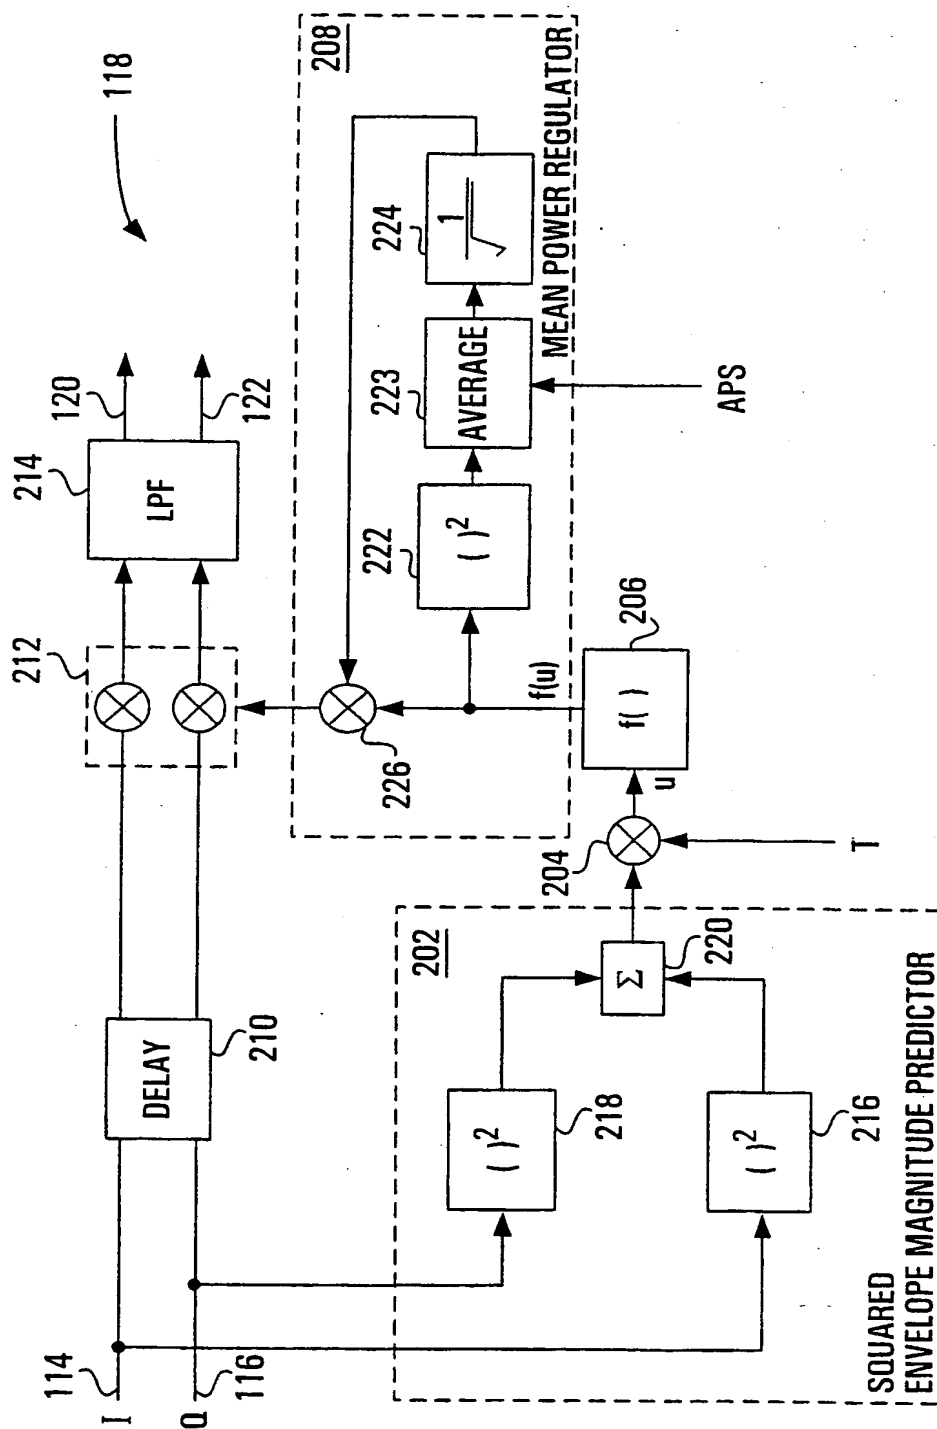 118
I
114
Q
116
DELAY
210
212
214
LPF
120
122
208
MEAN POWER REGULATOR
226
222
( )²
223
AVERAGE
224
1
√
APS
f(u)
206
f( )
u
204
T
202
SQUARED
ENVELOPE MAGNITUDE PREDICTOR
( )²
218
( )²
216
Σ
220